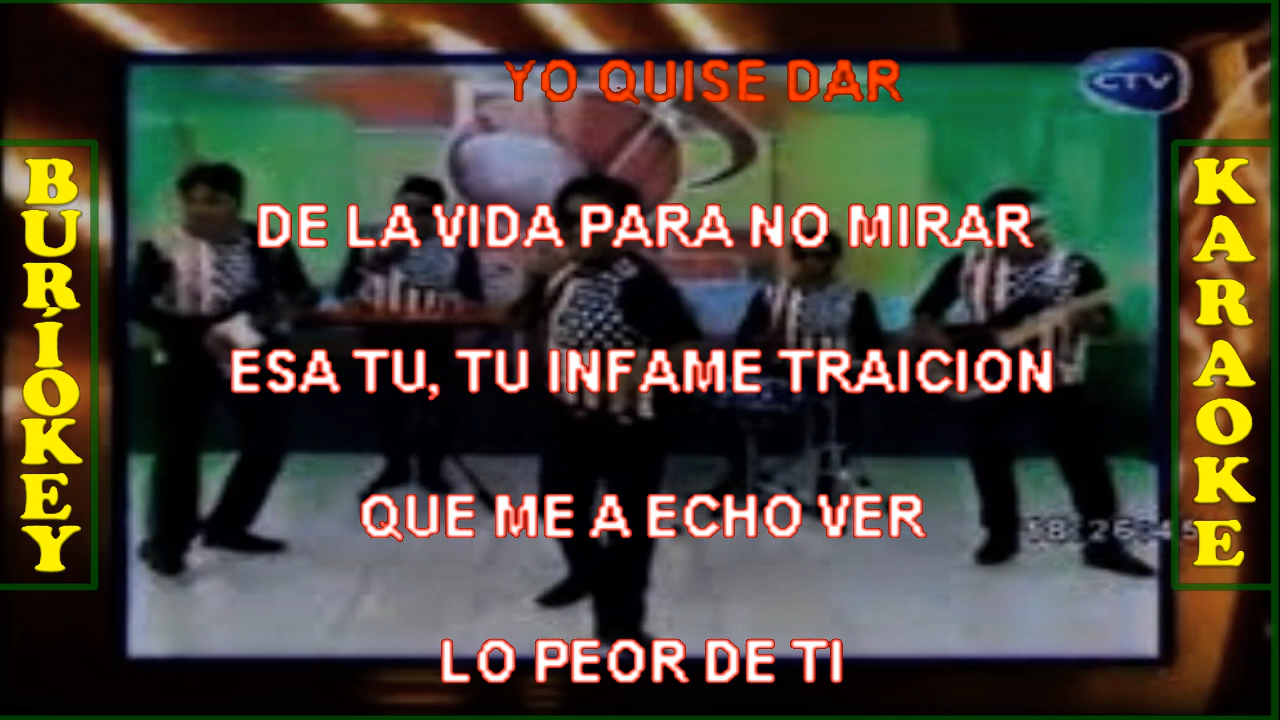 YO QUISE DAR
CTV
DE LA VIDA PARA NO MIRAR
ESA TU, TU INFAME TRAICION
QUE ME A ECHO VER
LO PEOR DE TI
BURÍOKEY
KARAOKE